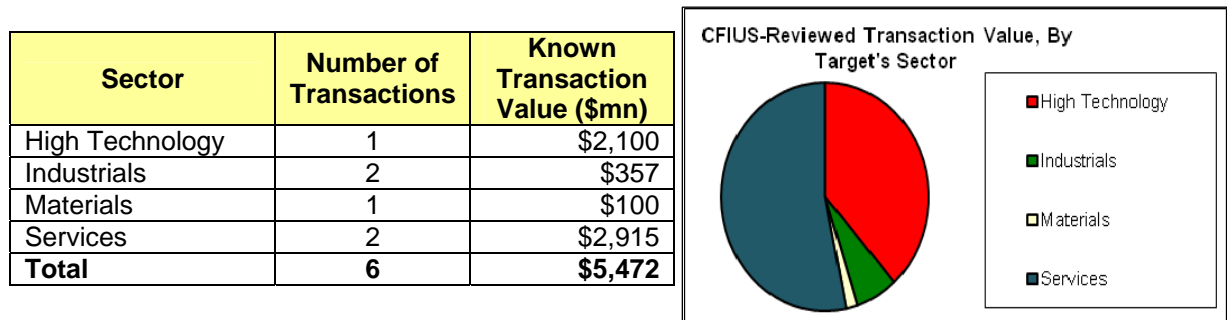 Sector
Number of
Transactions
Known
Transaction
Value ($mn)
High Technology 1 $2,100
Industrials 2 $357
Materials 1 $100
Services 2 $2,915
Total 6 $5,472
CFIUS-Reviewed Transaction Value, By
Target's Sector
High Technology
Industrials
Materials
Services